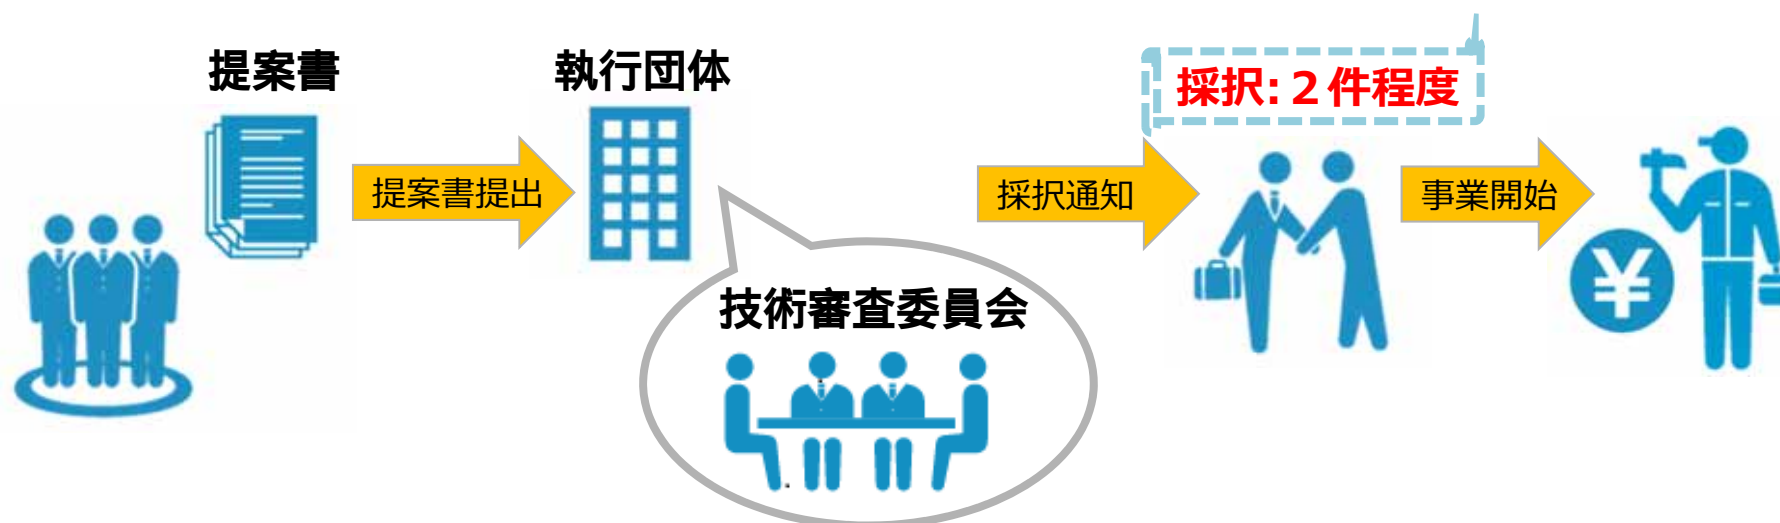 提案書
執行団体
採択:２件程度
提案書提出
採択通知
事業開始
技術審査委員会
¥